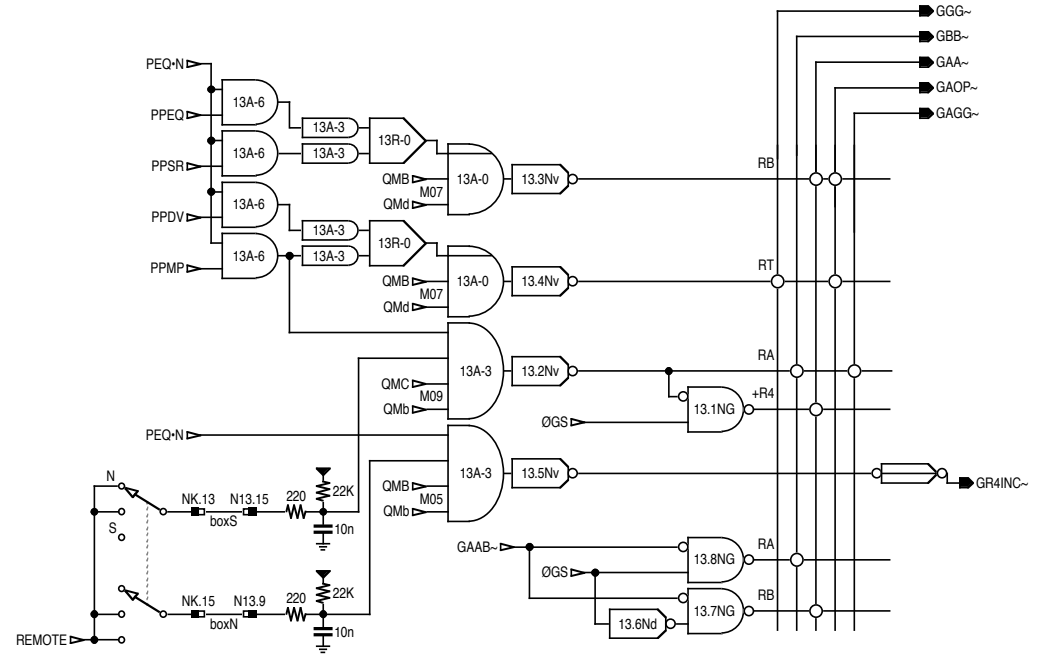 GGG~
GBB~
GAA~
GAOP~
GAGG~
PEQ•N
PPEQ
13A-6
13A-3
13R-0
PPSR
13A-6
13A-3
QMB
M07
QMd
13A-0
13.3Nv
RB
PPDV
13A-6
13A-3
13R-0
PPMP
13A-6
13A-3
QMB
M07
QMd
13A-0
13.4Nv
RT
QMC
M09
QMb
13A-3
13.2Nv
RA
+R4
13.1NG
ØGS
PEQ•N
QMB
M05
QMb
13A-3
13.5Nv
GR4INC~
N
S
NK.13
N13.15
boxS
220
22K
10n
GAAB~
ØGS
13.8NG
RA
13.7NG
RB
13.6Nd
NK.15
N13.9
boxN
220
22K
10n
REMOTE